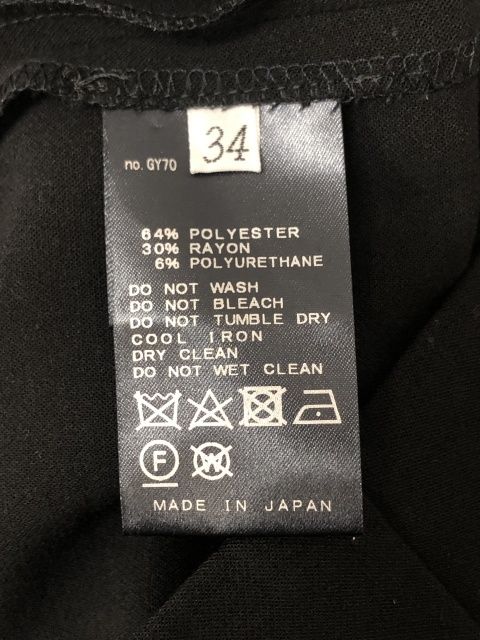 34
no. GY70
64% POLYESTER
30% RAYON
6% POLYURETHANE
DO NOT WASH
DO NOT BLEACH
DO NOT TUMBLE DRY
COOL IRON
DRY CLEAN
DO NOT WET CLEAN
F W
MADE IN JAPAN